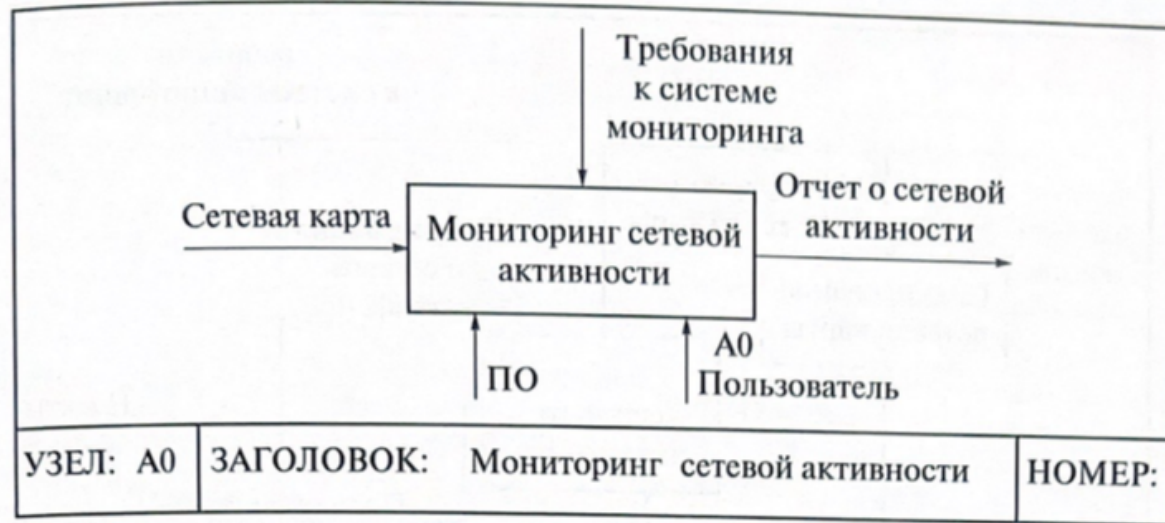 Требования
к системе
мониторинга
Отчет о сетевой
активности
Сетевая карта
Мониторинг сетевой
активности
ПО
А0
Пользователь
УЗЕЛ: А0
ЗАГОЛОВОК: Мониторинг сетевой активности
НОМЕР: